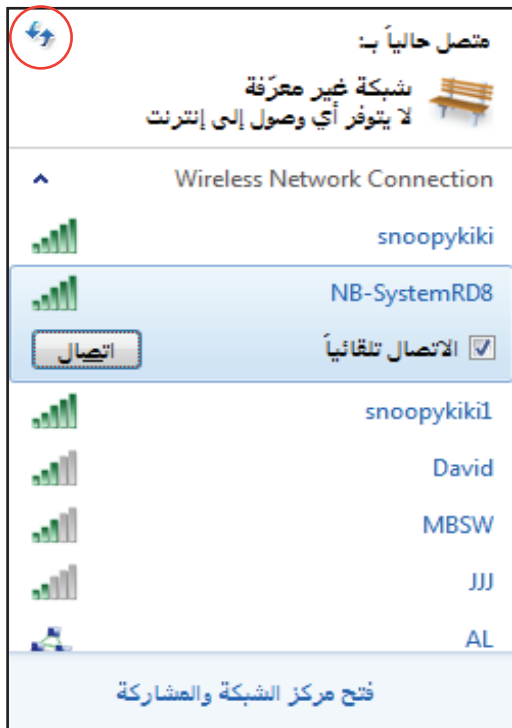 متصل حالياً بـ:
شبكة غير معرّفة
لا يتوفر أي وصول إلى إنترنت
Wireless Network Connection
snoopykiki
NB-SystemRD8
الاتصال تلقائياً
اتصال
snoopykiki1
David
MBSW
JJJ
AL
فتح مركز الشبكة والمشاركة